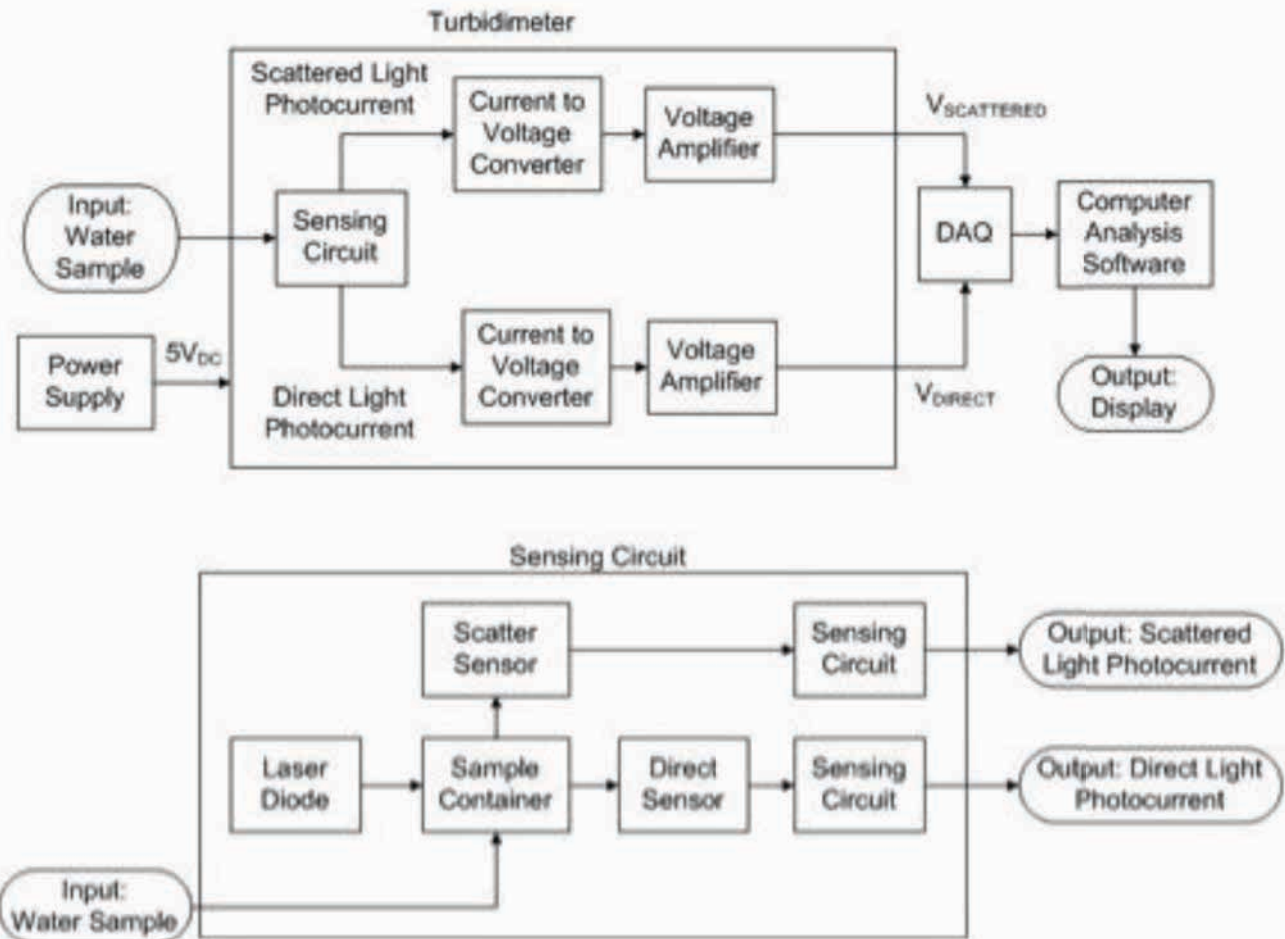 Turbidimeter
Scattered Light
Photocurrent
Current to
Voltage
Converter
Voltage
Amplifier
V_SCATTERED
Input:
Water
Sample
Sensing
Circuit
DAQ
Computer
Analysis
Software
Power
Supply
5V_DC
Direct Light
Photocurrent
Current to
Voltage
Converter
Voltage
Amplifier
V_DIRECT
Output:
Display
Sensing Circuit
Scatter
Sensor
Sensing
Circuit
Output: Scattered
Light Photocurrent
Laser
Diode
Sample
Container
Direct
Sensor
Sensing
Circuit
Output: Direct Light
Photocurrent
Input:
Water Sample